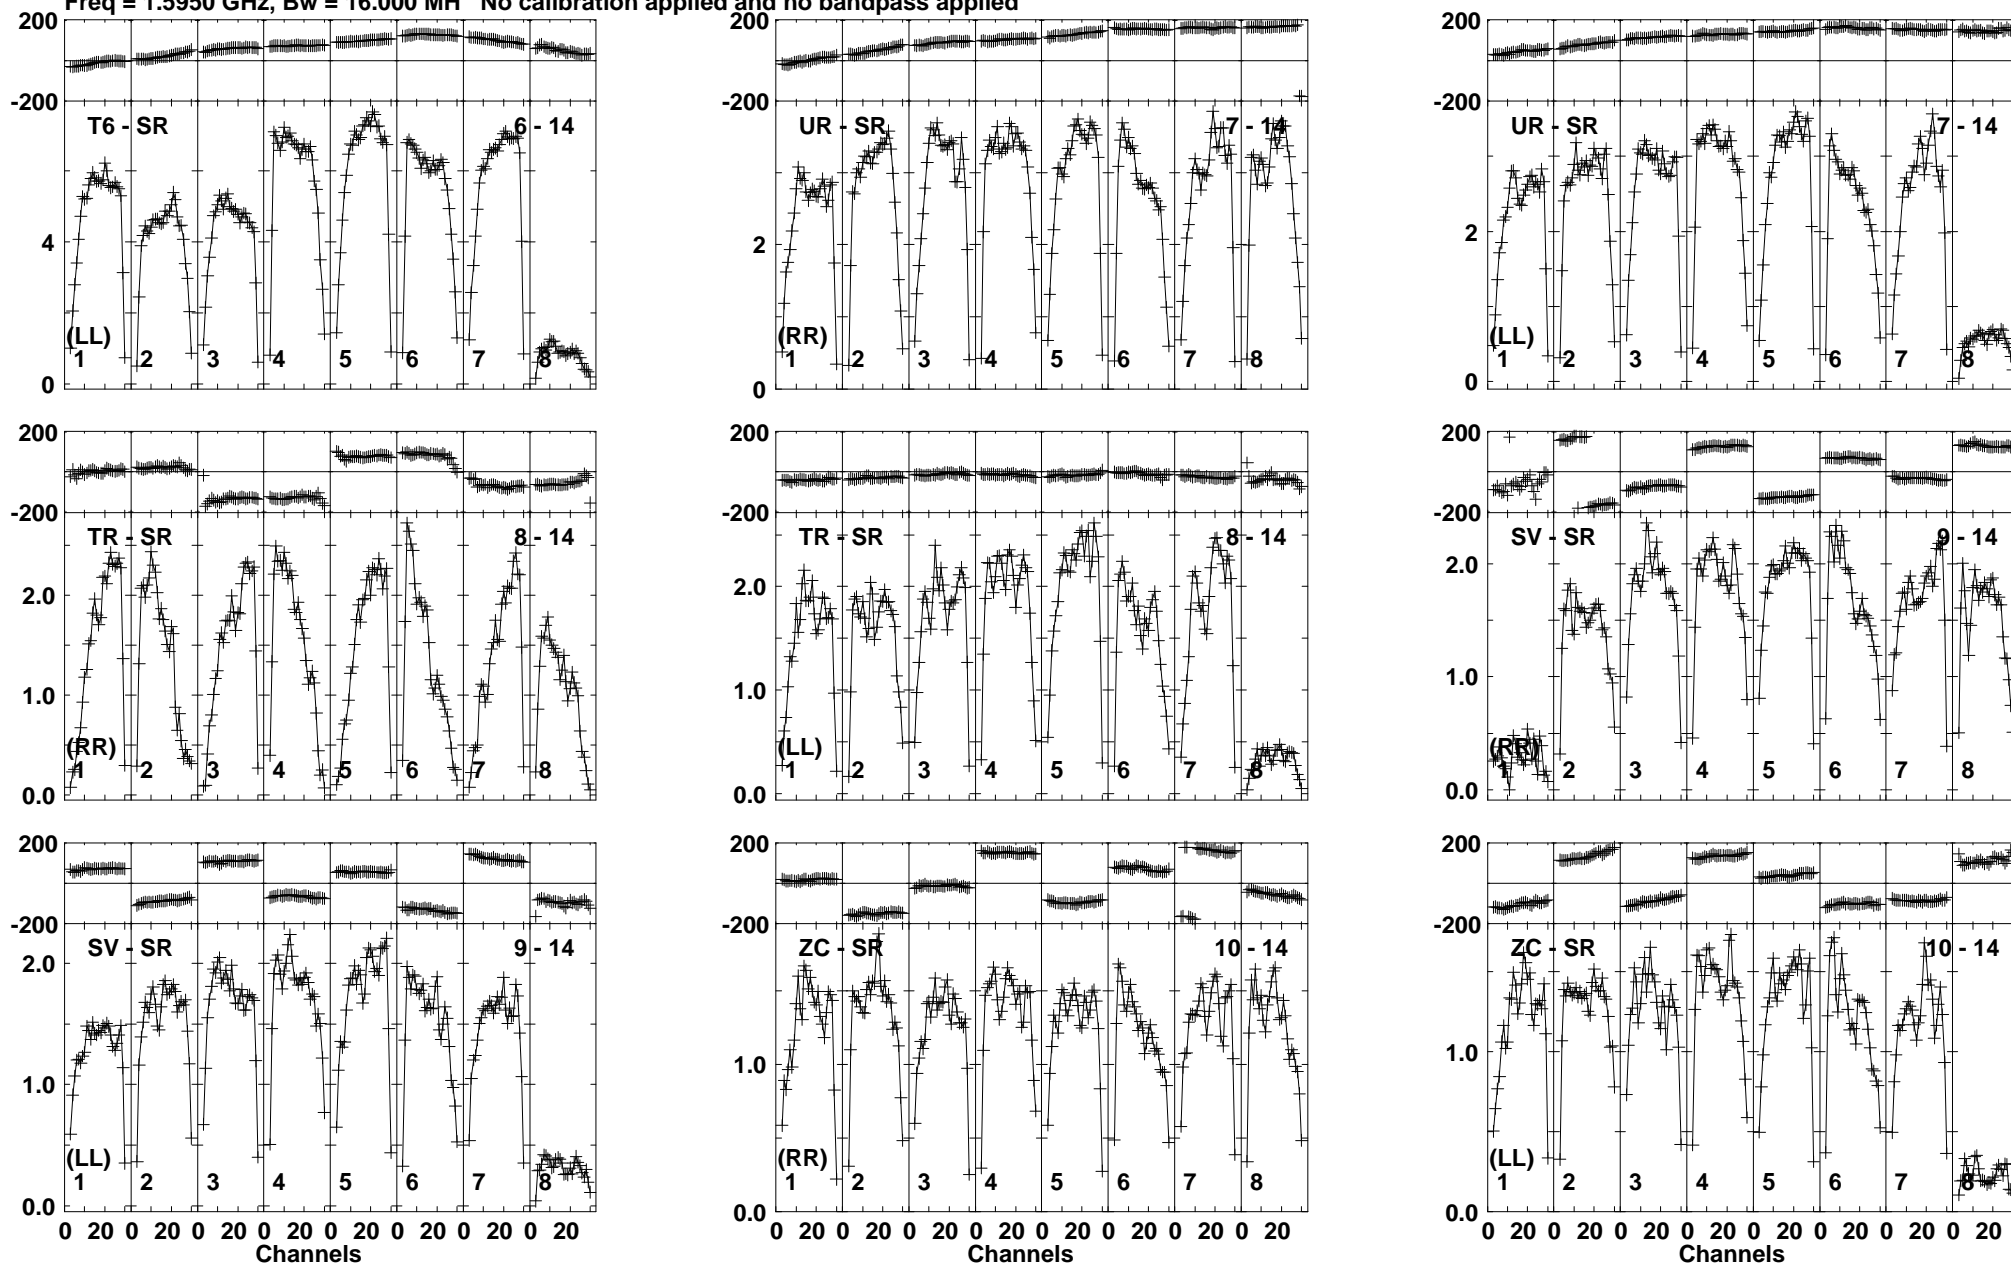 Freq = 1.5950 GHz, Bw = 16.000 MH No calibration applied and no bandpass applied
200 200 200
-200 -200 -200
T6 - SR 6 - 14 UR - SR 7 - 14 UR - SR 7 - 14
4 2 2
(LL) (RR) (LL)
1 2 3 4 5 6 7 8 1 2 3 4 5 6 7 8 1 2 3 4 5 6 7 8
0 0 0
200 200 200
-200 -200 -200
TR - SR 8 - 14 TR - SR 8 - 14 SV - SR 9 - 14
2.0 2.0 2.0
1.0 1.0 1.0
(RR) (LL) (RR)
1 2 3 4 5 6 7 8 1 2 3 4 5 6 7 8 1 2 3 4 5 6 7 8
0.0 0.0 0.0
200 200 200
-200 -200 -200
SV - SR 9 - 14 ZC - SR 10 - 14 ZC - SR 10 - 14
2.0
1.0 1.0 1.0
(LL) (RR) (LL)
1 2 3 4 5 6 7 8 1 2 3 4 5 6 7 8 1 2 3 4 5 6 7 8
0.0 0.0 0.0
0 20 0 20 0 20 0 20 0 20 0 20 0 20 0 20 0 20 0 20 0 20 0 20 0 20 0 20 0 20 0 20 0 20 0 20 0 20 0 20 0 20 0 20 0 20 0 20
Channels Channels Channels